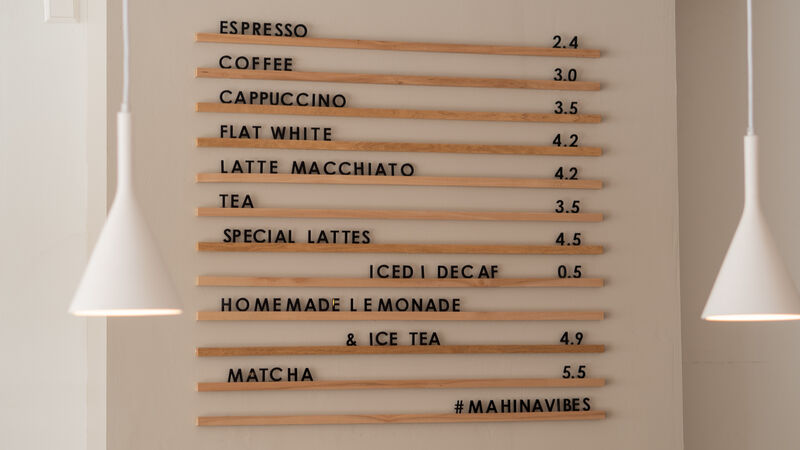 ESPRESSO 2.4
COFFEE 3.0
CAPPUCCINO 3.5
FLAT WHITE 4.2
LATTE MACCHIATO 4.2
TEA 3.5
SPECIAL LATTES 4.5
ICED I DECAF 0.5
HOMEMADE LEMONADE
& ICE TEA 4.9
MATCHA 5.5
#MAHINAVIBES